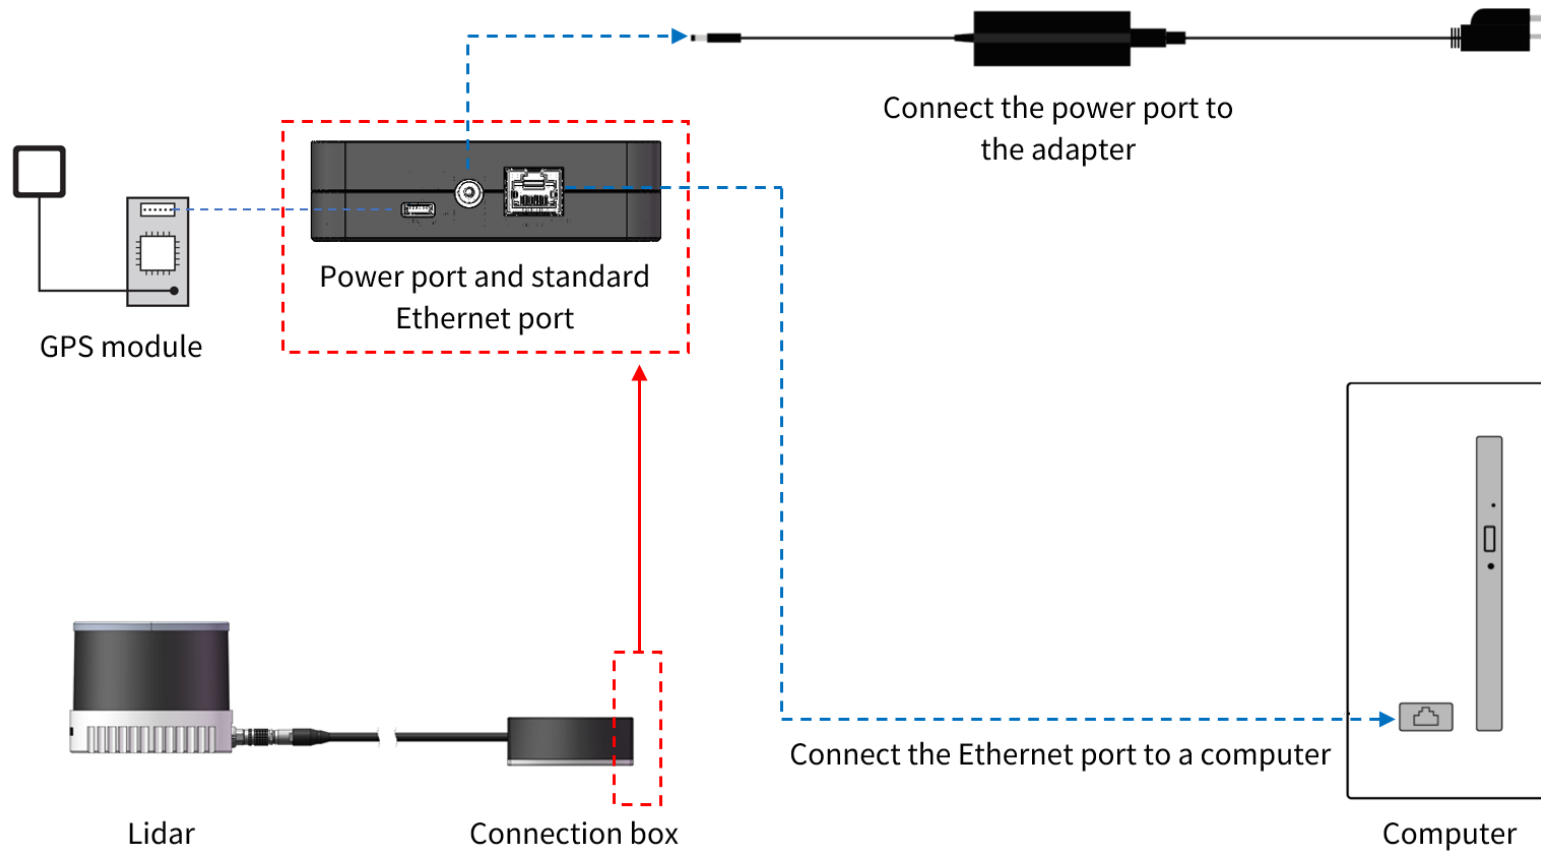 Connect the power port to
the adapter
Power port and standard
Ethernet port
GPS module
Connect the Ethernet port to a computer
Lidar
Connection box
Computer